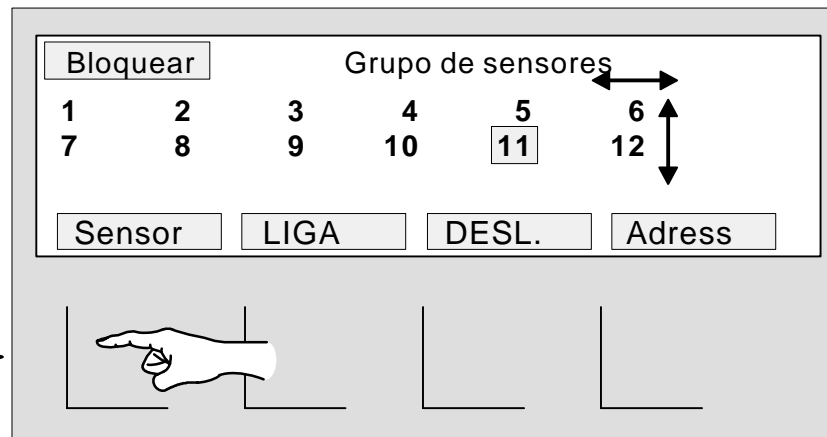 Bloquear Grupo de sensores
1 2 3 4 5 6
7 8 9 10 11 12
Sensor LIGA DESL. Adress